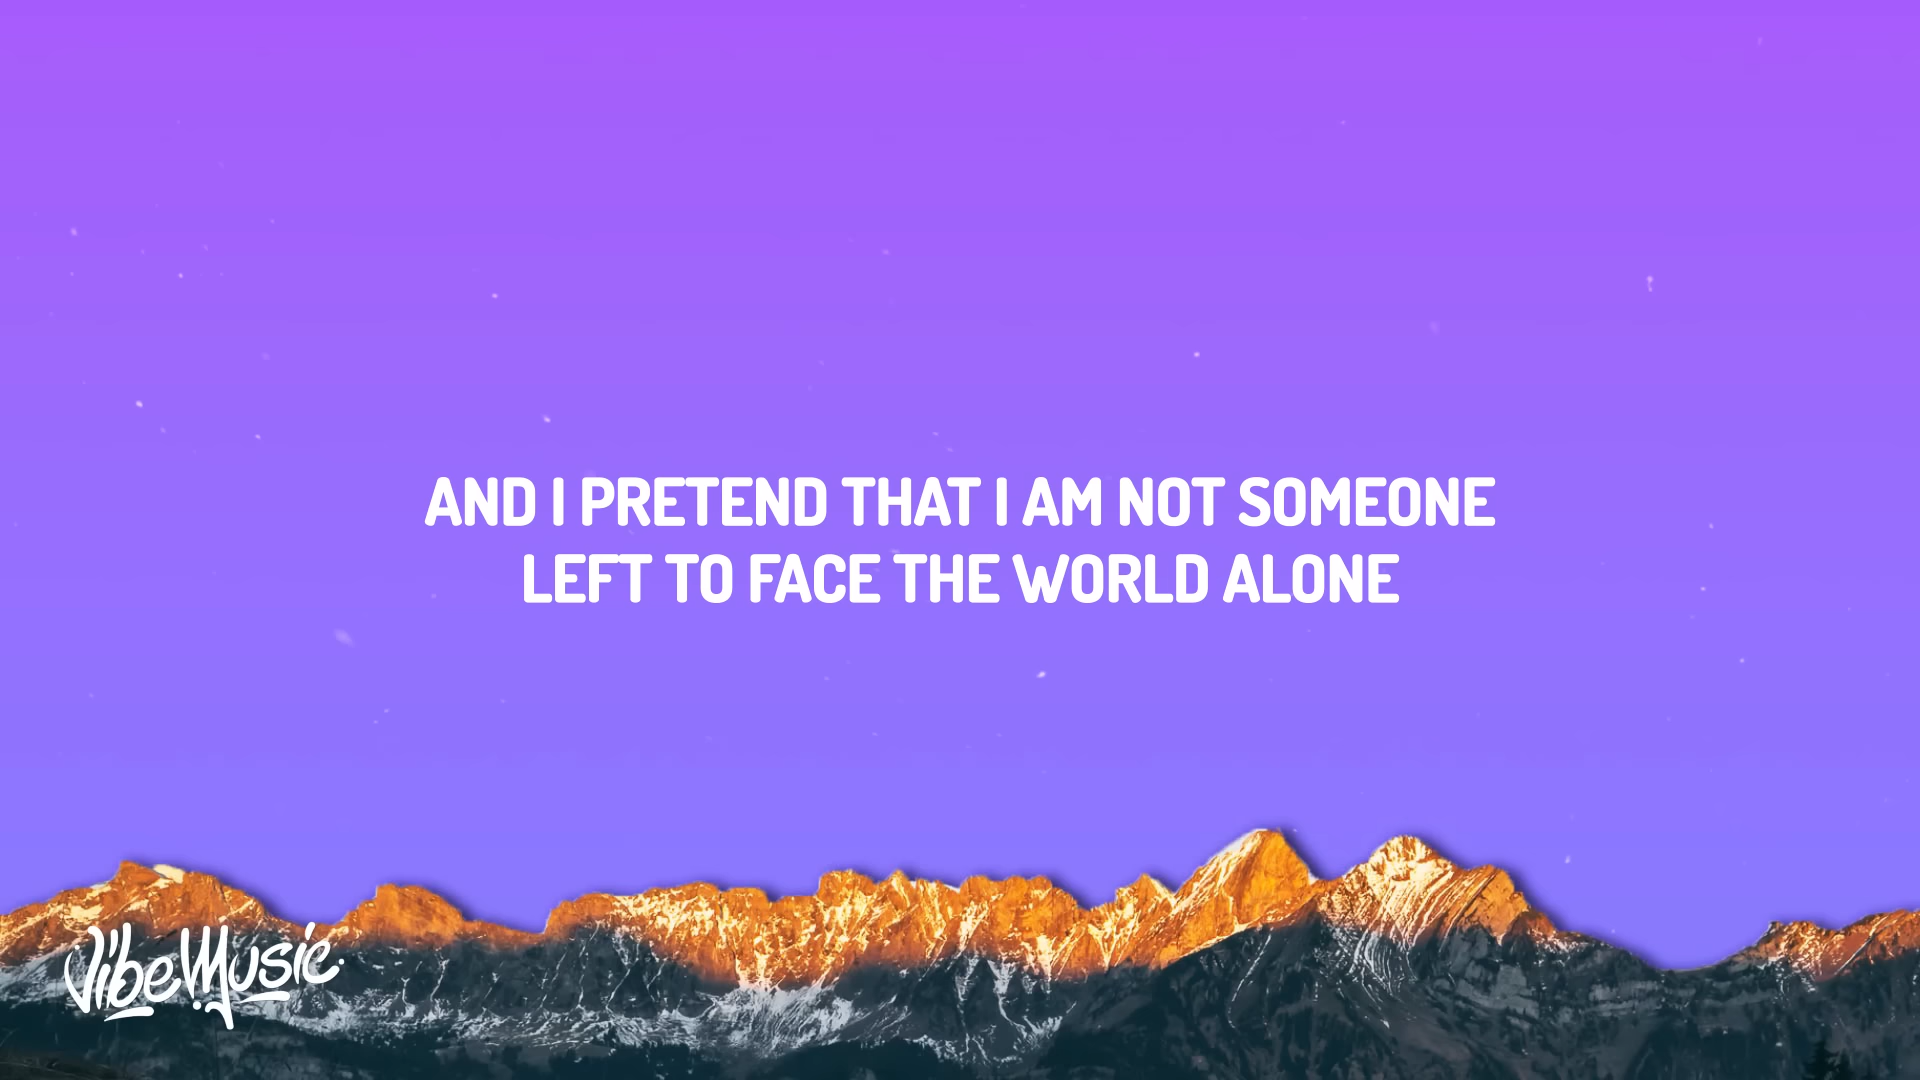 AND I PRETEND THAT I AM NOT SOMEONE
LEFT TO FACE THE WORLD ALONE
VibeMusic.